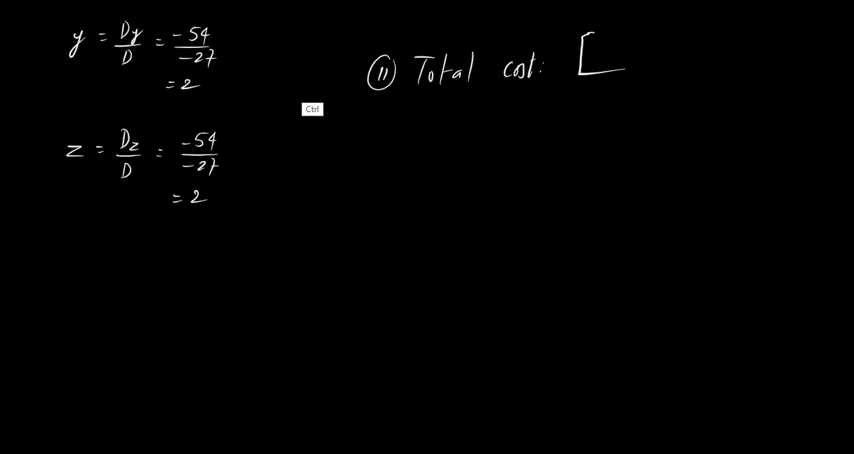 y = Dy/D = -54/-27
= 2
z = Dz/D = -54/-27
= 2
(11) Total cost: [
Ctrl